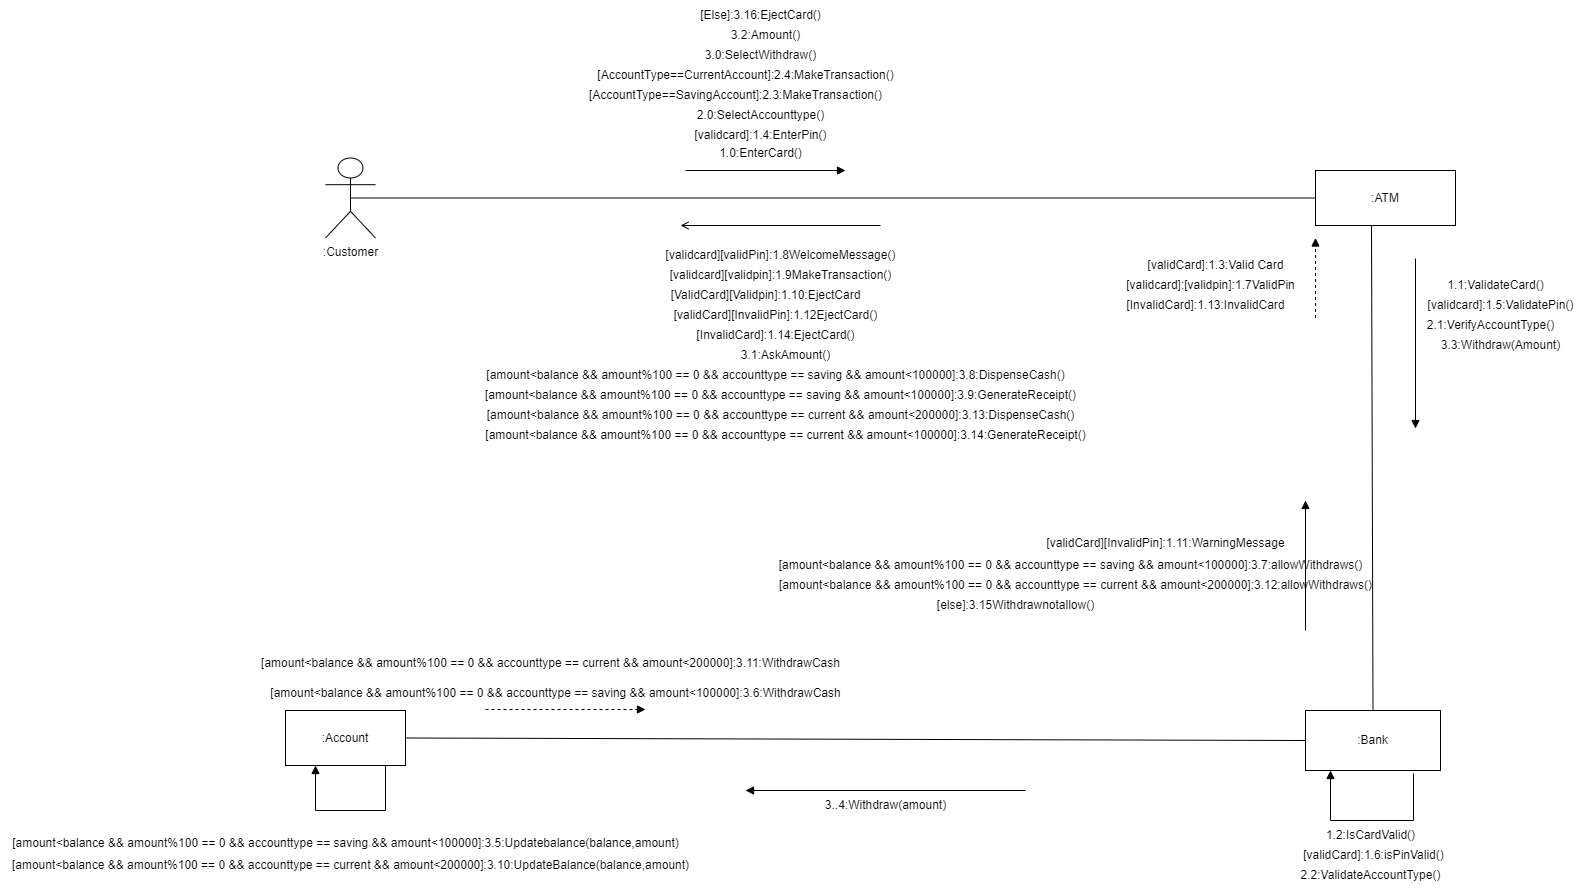 [Else]:3.16:EjectCard()
3.2:Amount()
3.0:SelectWithdraw()
[AccountType==CurrentAccount]:2.4:MakeTransaction()
[AccountType==SavingAccount]:2.3:MakeTransaction()
2.0:SelectAccounttype()
[validcard]:1.4:EnterPin()
1.0:EnterCard()
:ATM
:Customer
[validcard][validPin]:1.8WelcomeMessage()
[validcard][validpin]:1.9MakeTransaction()
[ValidCard][Validpin]:1.10:EjectCard
[validCard][InvalidPin]:1.12EjectCard()
[InvalidCard]:1.14:EjectCard()
3.1:AskAmount()
[amount<balance && amount%100 == 0 && accounttype == saving && amount<100000]:3.8:DispenseCash()
[amount<balance && amount%100 == 0 && accounttype == saving && amount<100000]:3.9:GenerateReceipt()
[amount<balance && amount%100 == 0 && accounttype == current && amount<200000]:3.13:DispenseCash()
[amount<balance && amount%100 == 0 && accounttype == current && amount<100000]:3.14:GenerateReceipt()
[validCard]:1.3:Valid Card
[validcard]:[validpin]:1.7ValidPin
[InvalidCard]:1.13:InvalidCard
1.1:ValidateCard()
[validcard]:1.5:ValidatePin()
2.1:VerifyAccountType()
3.3:Withdraw(Amount)
[validCard][InvalidPin]:1.11:WarningMessage
[amount<balance && amount%100 == 0 && accounttype == saving && amount<100000]:3.7:allowWithdraws()
[amount<balance && amount%100 == 0 && accounttype == current && amount<200000]:3.12:allowWithdraws()
[else]:3.15Withdrawnotallow()
[amount<balance && amount%100 == 0 && accounttype == current && amount<200000]:3.11:WithdrawCash
[amount<balance && amount%100 == 0 && accounttype == saving && amount<100000]:3.6:WithdrawCash
:Account
:Bank
3..4:Withdraw(amount)
[amount<balance && amount%100 == 0 && accounttype == saving && amount<100000]:3.5:Updatebalance(balance,amount)
[amount<balance && amount%100 == 0 && accounttype == current && amount<200000]:3.10:UpdateBalance(balance,amount)
1.2:IsCardValid()
[validCard]:1.6:isPinValid()
2.2:ValidateAccountType()